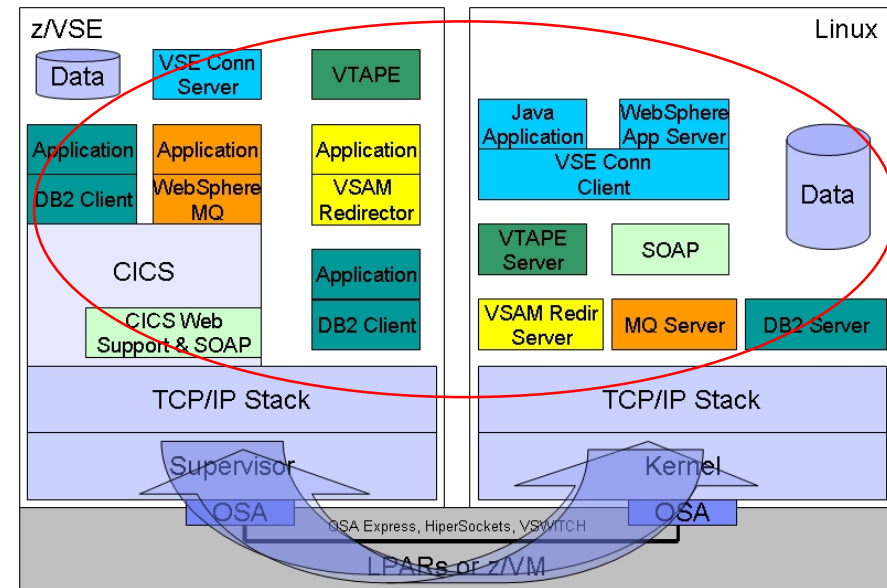 z/VSE
Data
VSE Conn
Server
VTAPE
Application
DB2 Client
Application
WebSphere
MQ
Application
VSAM
Redirector
CICS
CICS Web
Support & SOAP
Application
DB2 Client
TCP/IP Stack
Supervisor
OSA
Linux
Java
Application
WebSphere
App Server
VSE Conn
Client
Data
VTAPE
Server
SOAP
VSAM Redir
Server
MQ Server
DB2 Server
TCP/IP Stack
Kernel
OSA
OSA Express, HiperSockets, VSWITCH
LPARs or z/VM